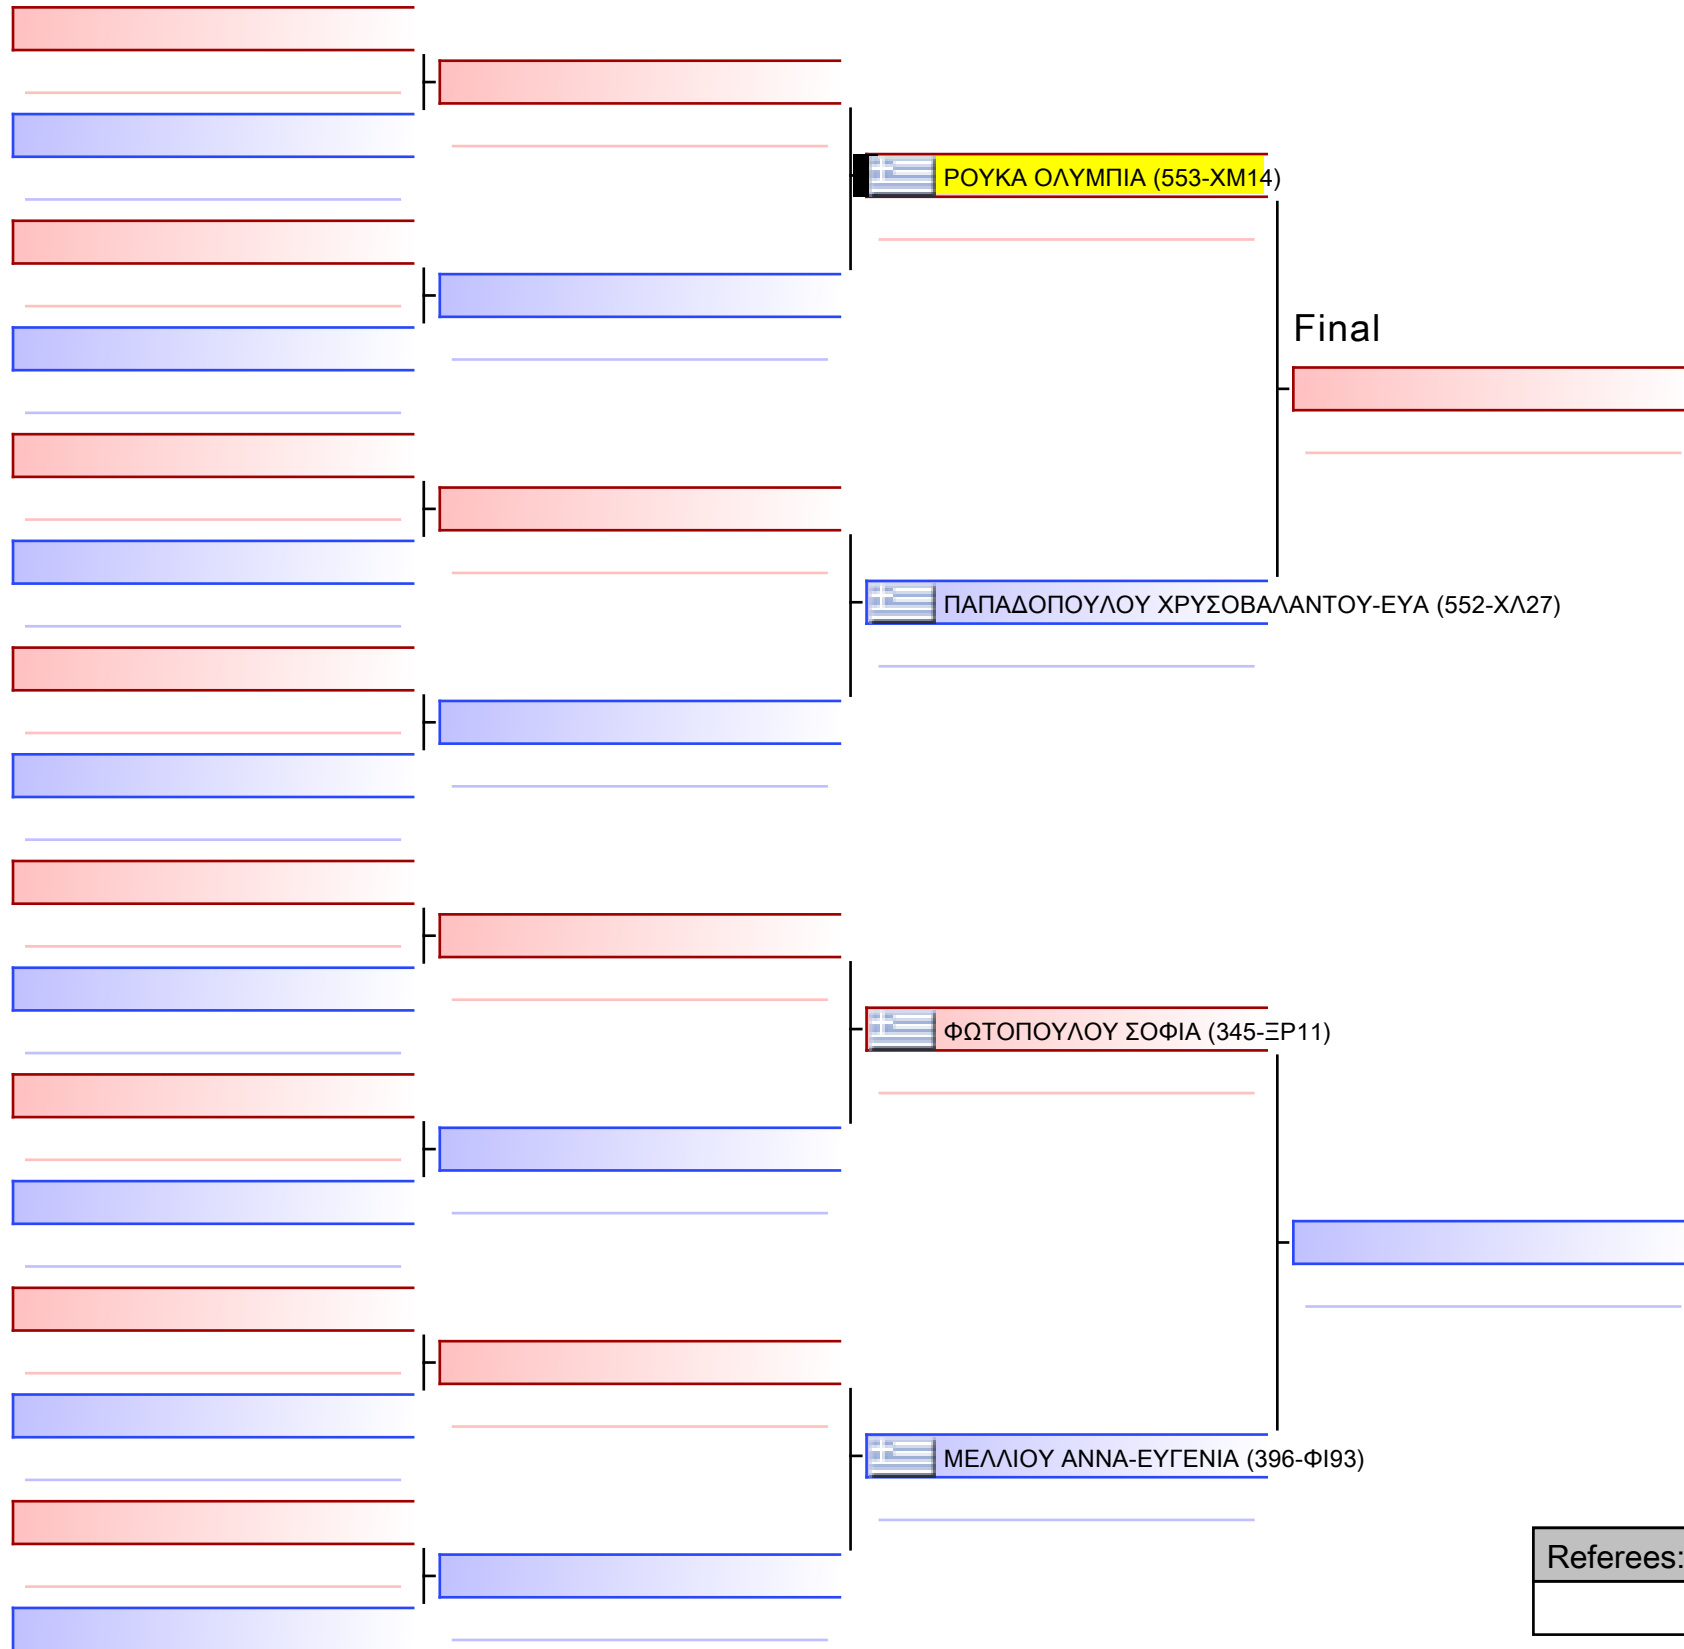 ΡΟΥΚΑ ΟΛΥΜΠΙΑ (553-ΧΜ14)
Final
ΠΑΠΑΔΟΠΟΥΛΟΥ ΧΡΥΣΟΒΑΛΑΝΤΟΥ-ΕΥΑ (552-ΧΛ27)
ΦΩΤΟΠΟΥΛΟΥ ΣΟΦΙΑ (345-ΞΡ11)
ΜΕΛΛΙΟΥ ΑΝΝΑ-ΕΥΓΕΝΙΑ (396-ΦΙ93)
Referees: